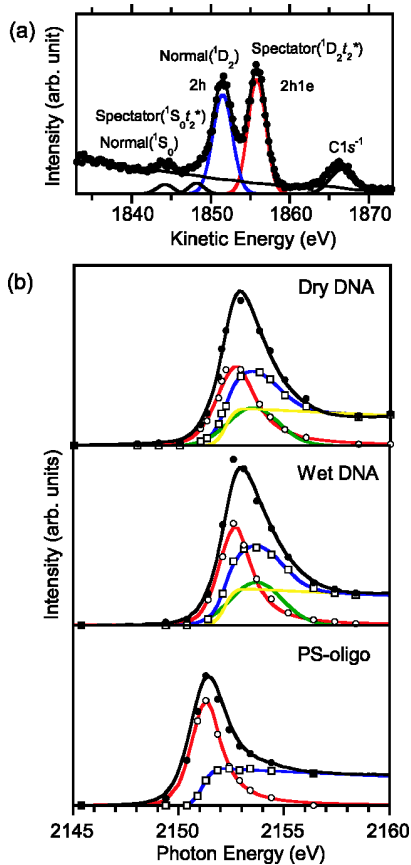 (a)
Intensity (arb. unit)
Normal(¹D₂)
2h
Spectator(¹D₂t₂*)
2h1e
Spectator(¹S₀t₂*)
Normal(¹S₀)
C1s⁻¹
1840 1850 1860 1870
Kinetic Energy (eV)
(b)
Intensity (arb. units)
Dry DNA
Wet DNA
PS-oligo
2145 2150 2155 2160
Photon Energy (eV)